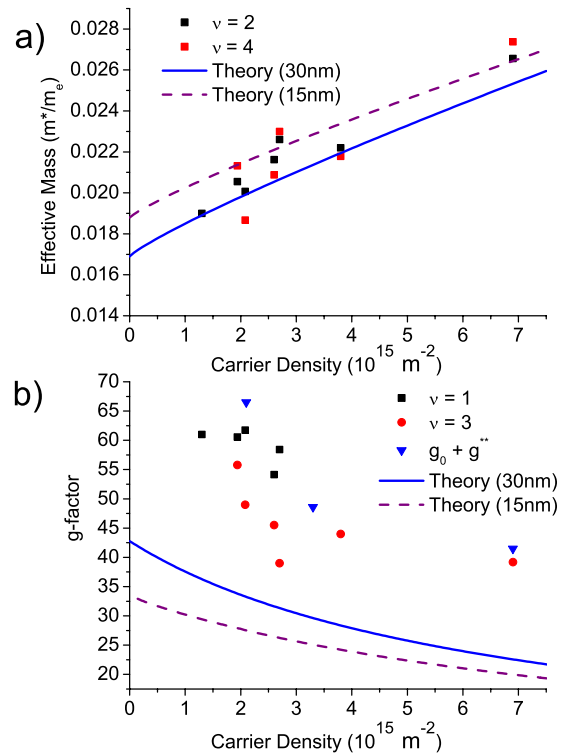 a)
0.028
0.026
0.024
0.022
0.020
0.018
0.016
0.014
Effective Mass (m*/mₑ)
ν = 2
ν = 4
Theory (30nm)
Theory (15nm)
0 1 2 3 4 5 6 7
Carrier Density (10¹⁵ m⁻²)
b)
70
65
60
55
50
45
40
35
30
25
20
g-factor
ν = 1
ν = 3
g₀ + g**
Theory (30nm)
Theory (15nm)
0 1 2 3 4 5 6 7
Carrier Density (10¹⁵ m⁻²)